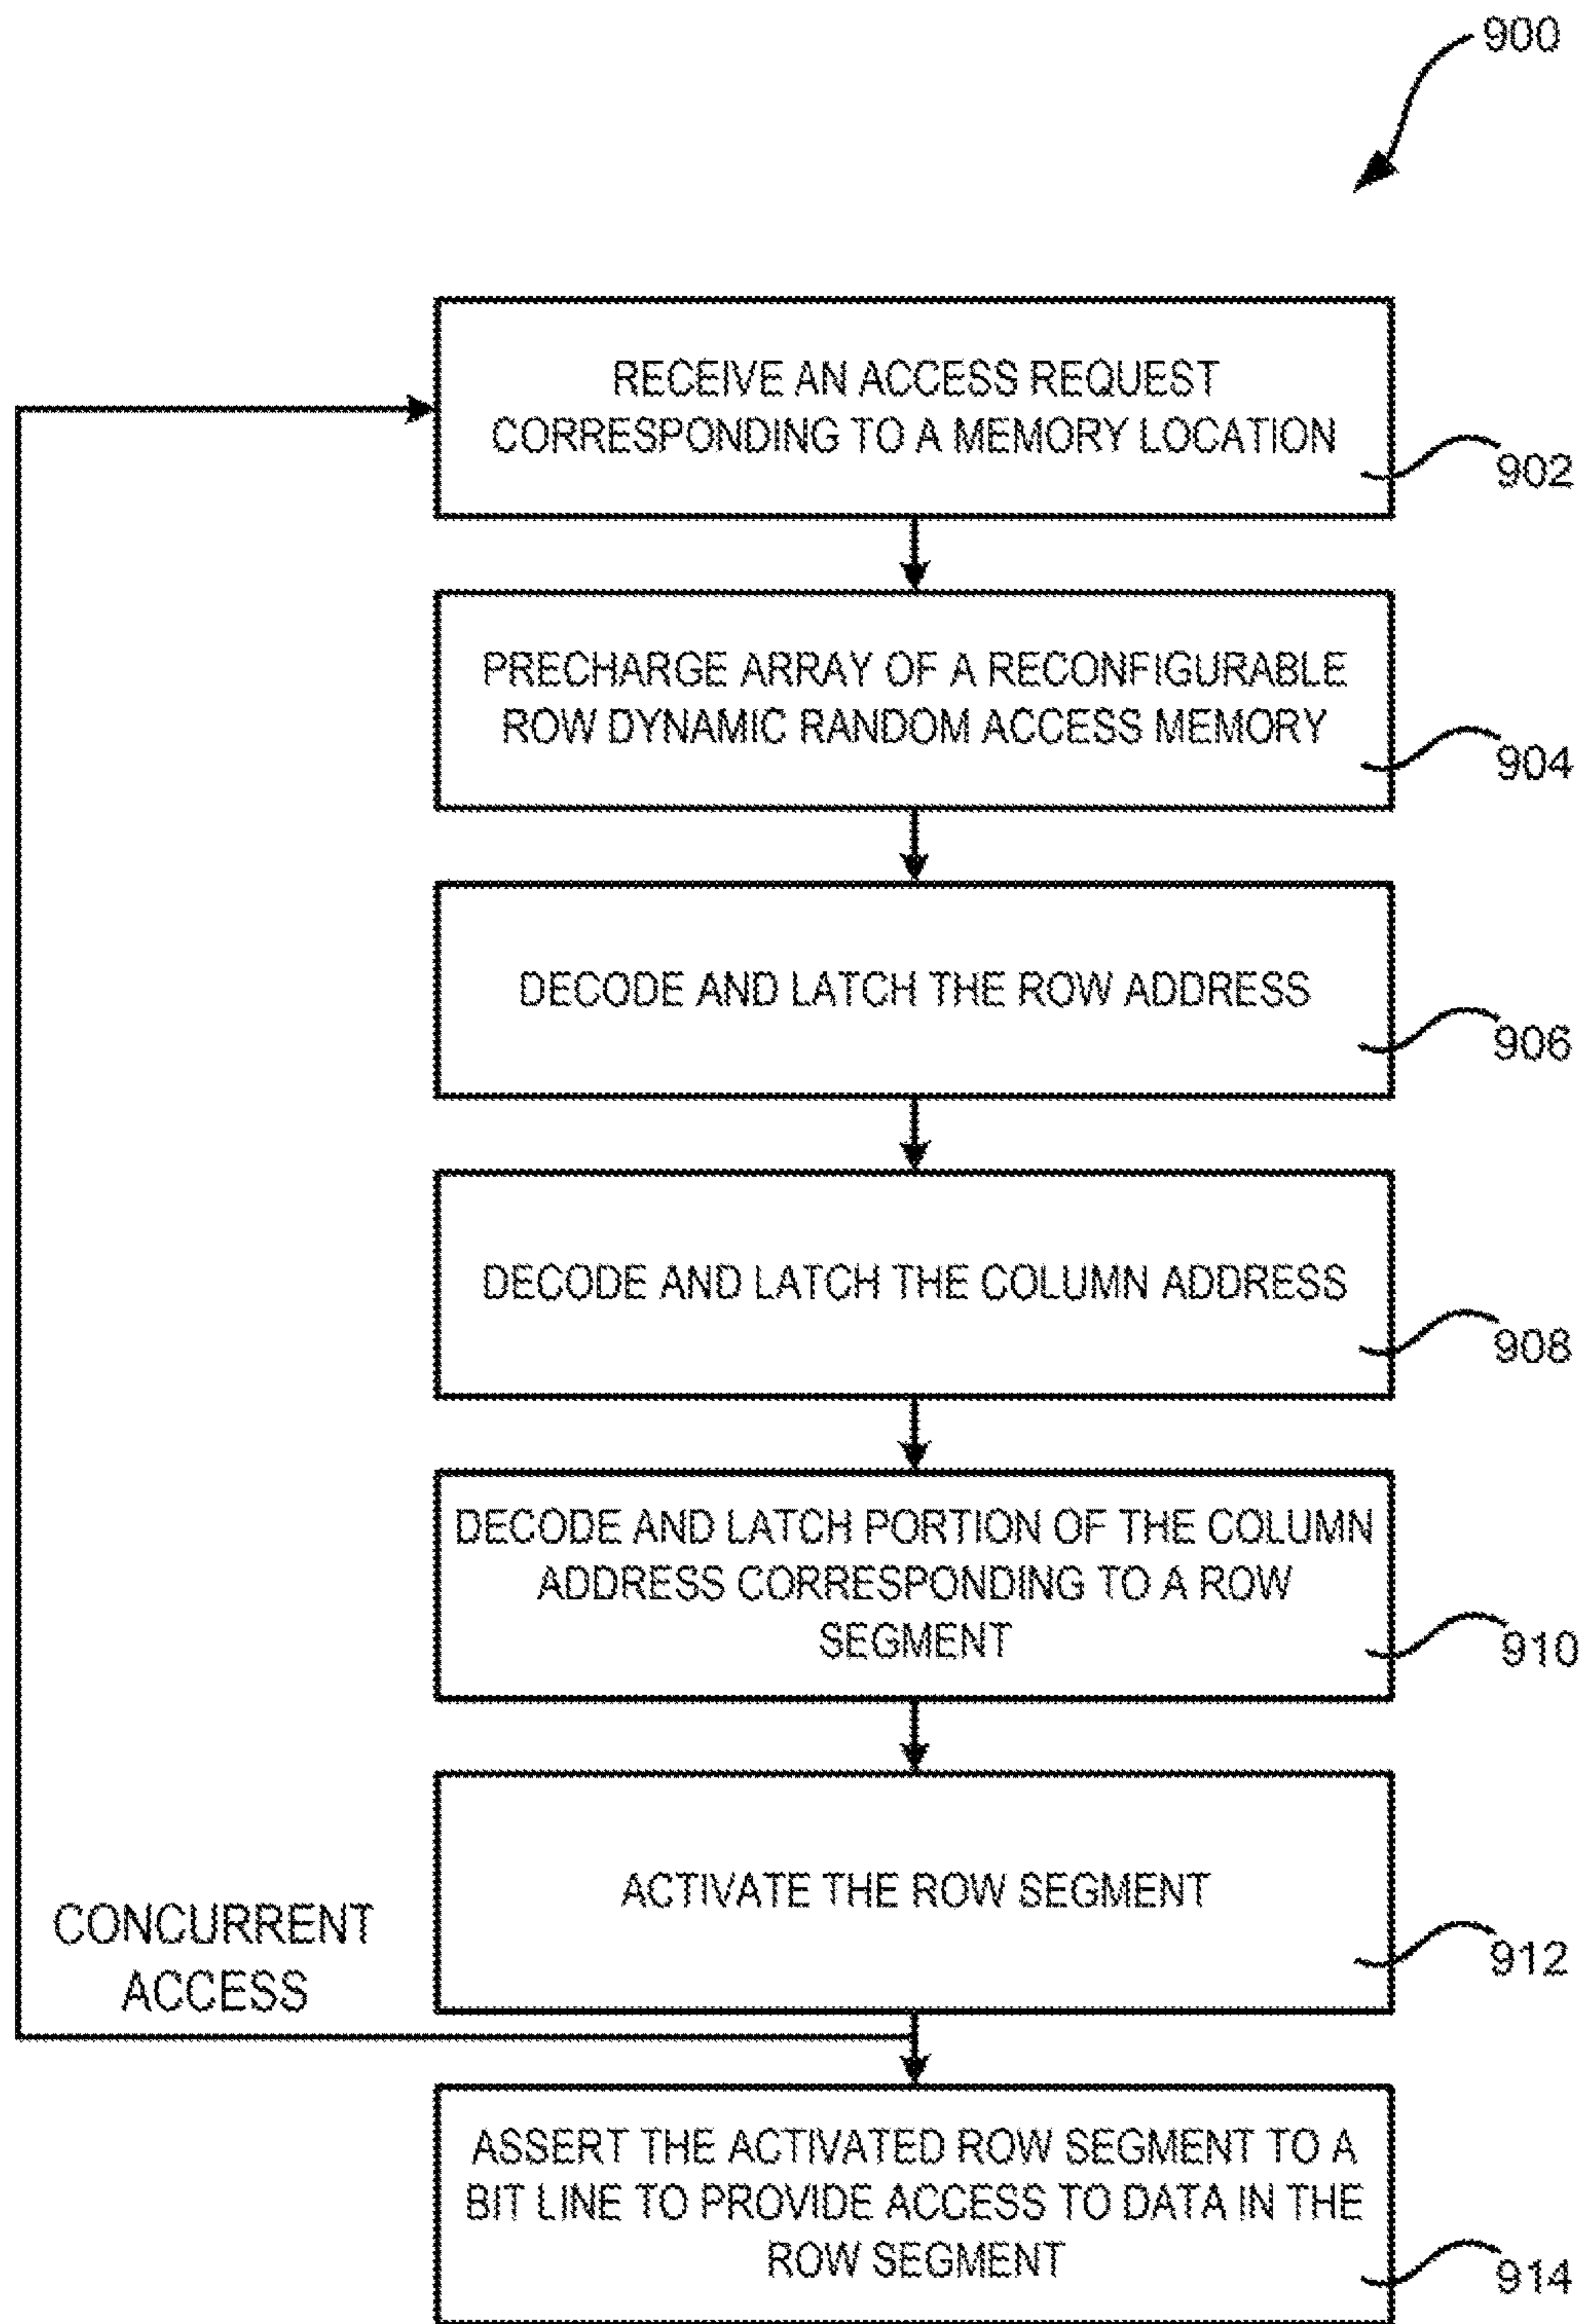 900
RECEIVE AN ACCESS REQUEST
CORRESPONDING TO A MEMORY LOCATION
902
PRECHARGE ARRAY OF A RECONFIGURABLE
ROW DYNAMIC RANDOM ACCESS MEMORY
904
DECODE AND LATCH THE ROW ADDRESS
906
DECODE AND LATCH THE COLUMN ADDRESS
908
DECODE AND LATCH PORTION OF THE COLUMN
ADDRESS CORRESPONDING TO A ROW
SEGMENT
910
ACTIVATE THE ROW SEGMENT
912
CONCURRENT
ACCESS
ASSERT THE ACTIVATED ROW SEGMENT TO A
BIT LINE TO PROVIDE ACCESS TO DATA IN THE
ROW SEGMENT
914